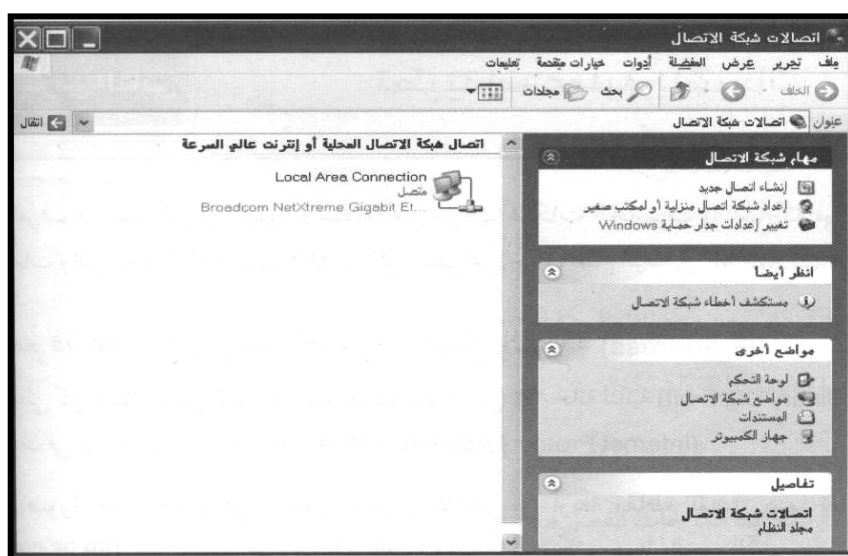 اتصالات شبكة الاتصال
ملف تحرير عرض المفضلة أدوات خيارات متقدمة تعليمات
الخلف بحث مجلدات
عنوان اتصالات شبكة الاتصال انتقال
مهام شبكة الاتصال
إنشاء اتصال جديد
إعداد شبكة اتصال منزلية أو لمكتب صغير
تغيير إعدادات جدار حماية Windows
انظر أيضاً
مستكشف أخطاء شبكة الاتصال
مواضع أخرى
لوحة التحكم
مواضع شبكة الاتصال
المستندات
جهاز الكمبيوتر
تفاصيل
اتصالات شبكة الاتصال
مجلد النظام
اتصال شبكة الاتصال المحلية أو إنترنت عالي السرعة
Local Area Connection
متصل
Broadcom NetXtreme Gigabit Et...